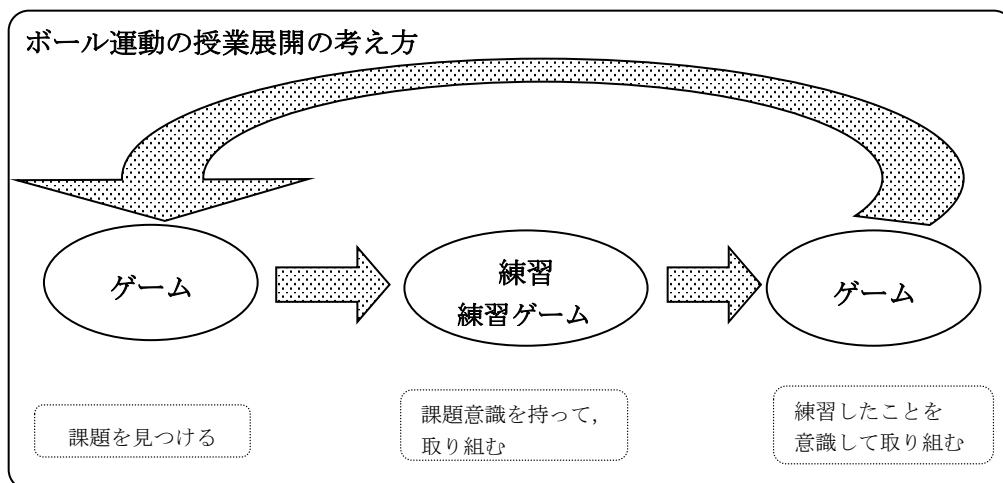 ボール運動の授業展開の考え方
ゲーム
練習
練習ゲーム
ゲーム
課題を見つける
課題意識を持って，
取り組む
練習したことを
意識して取り組む